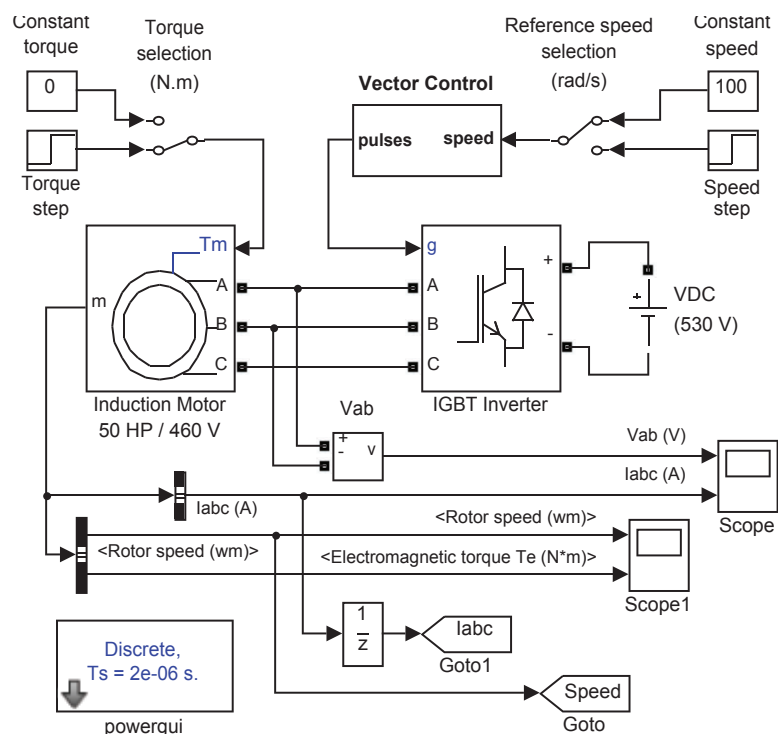 Constant
torque
Torque
selection
(N.m)
Reference speed
selection
(rad/s)
Constant
speed
0
Vector Control
100
pulses
speed
Torque
step
Speed
step
Tm
g
m
A
B
C
A
B
C
+
-
+
VDC
(530 V)
Induction Motor
50 HP / 460 V
IGBT Inverter
Vab
+
-
v
Vab (V)
Iabc (A)
Iabc (A)
Scope
<Rotor speed (wm)>
<Rotor speed (wm)>
<Electromagnetic torque Te (N*m)>
Scope1
1
z
Iabc
Goto1
Discrete,
Ts = 2e-06 s.
powergui
Speed
Goto